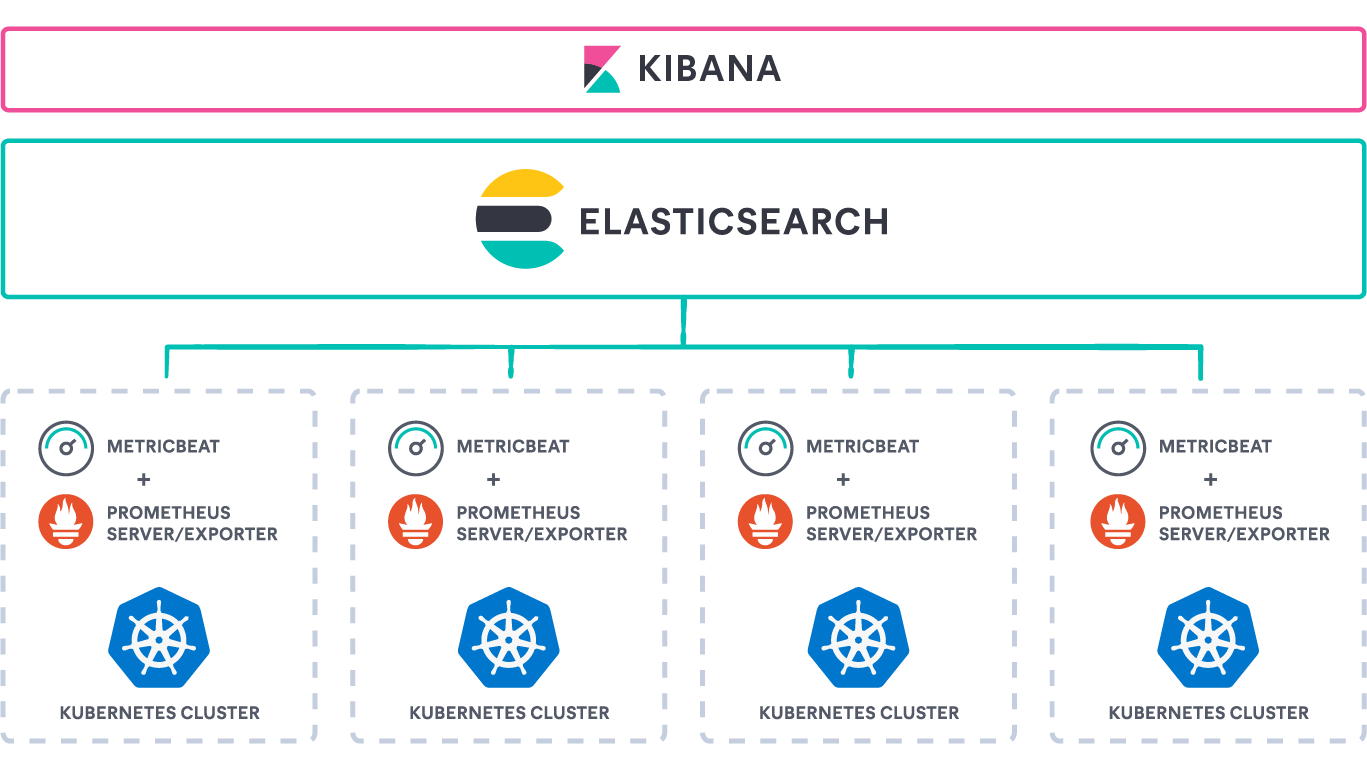 KIBANA
ELASTICSEARCH
METRICBEAT
+
PROMETHEUS
SERVER/EXPORTER
KUBERNETES CLUSTER
METRICBEAT
+
PROMETHEUS
SERVER/EXPORTER
KUBERNETES CLUSTER
METRICBEAT
+
PROMETHEUS
SERVER/EXPORTER
KUBERNETES CLUSTER
METRICBEAT
+
PROMETHEUS
SERVER/EXPORTER
KUBERNETES CLUSTER